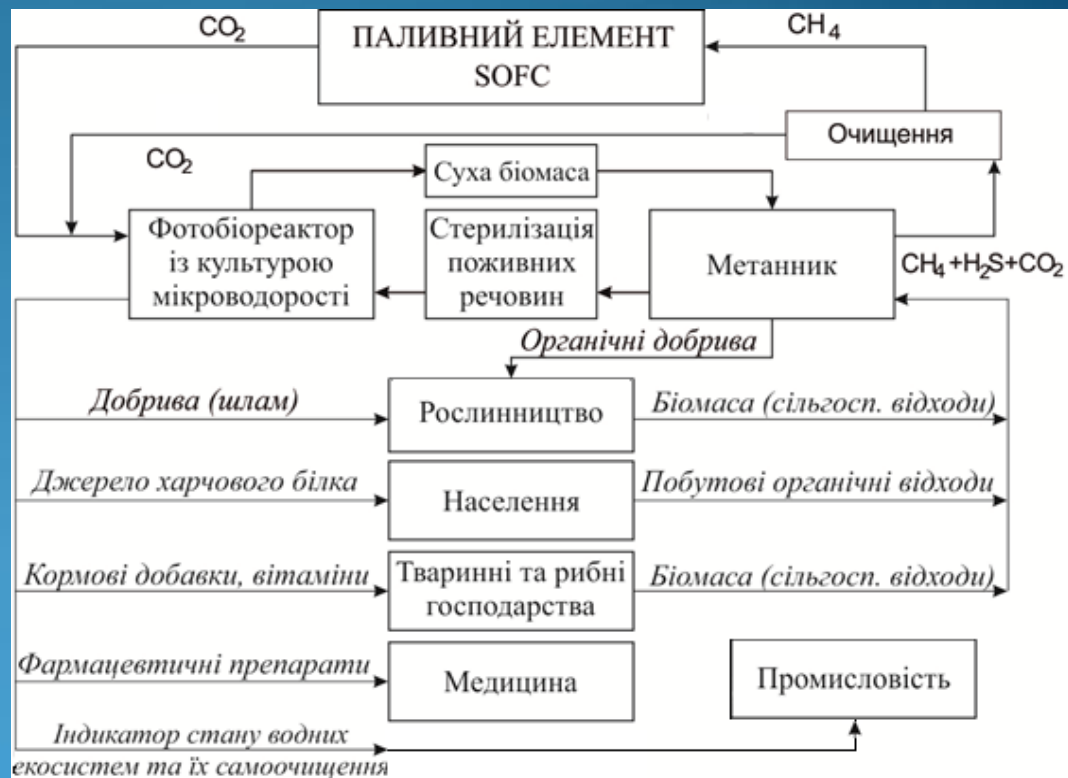 CO2
ПАЛИВНИЙ ЕЛЕМЕНТ
SOFC
CH4
Очищення
CO2
Суха біомаса
Фотобіореактор
із культурою
мікроводорості
Стерилізація
поживних
речовин
Метанник
CH4+H2S+CO2
Органічні добрива
Добрива (шлам)
Рослинництво
Біомаса (сільгосп. відходи)
Джерело харчового білка
Населення
Побутові органічні відходи
Кормові добавки, вітаміни
Тваринні та рибні
господарства
Біомаса (сільгосп. відходи)
Фармацевтичні препарати
Медицина
Промисловість
Індикатор стану водних
екосистем та їх самоочищення